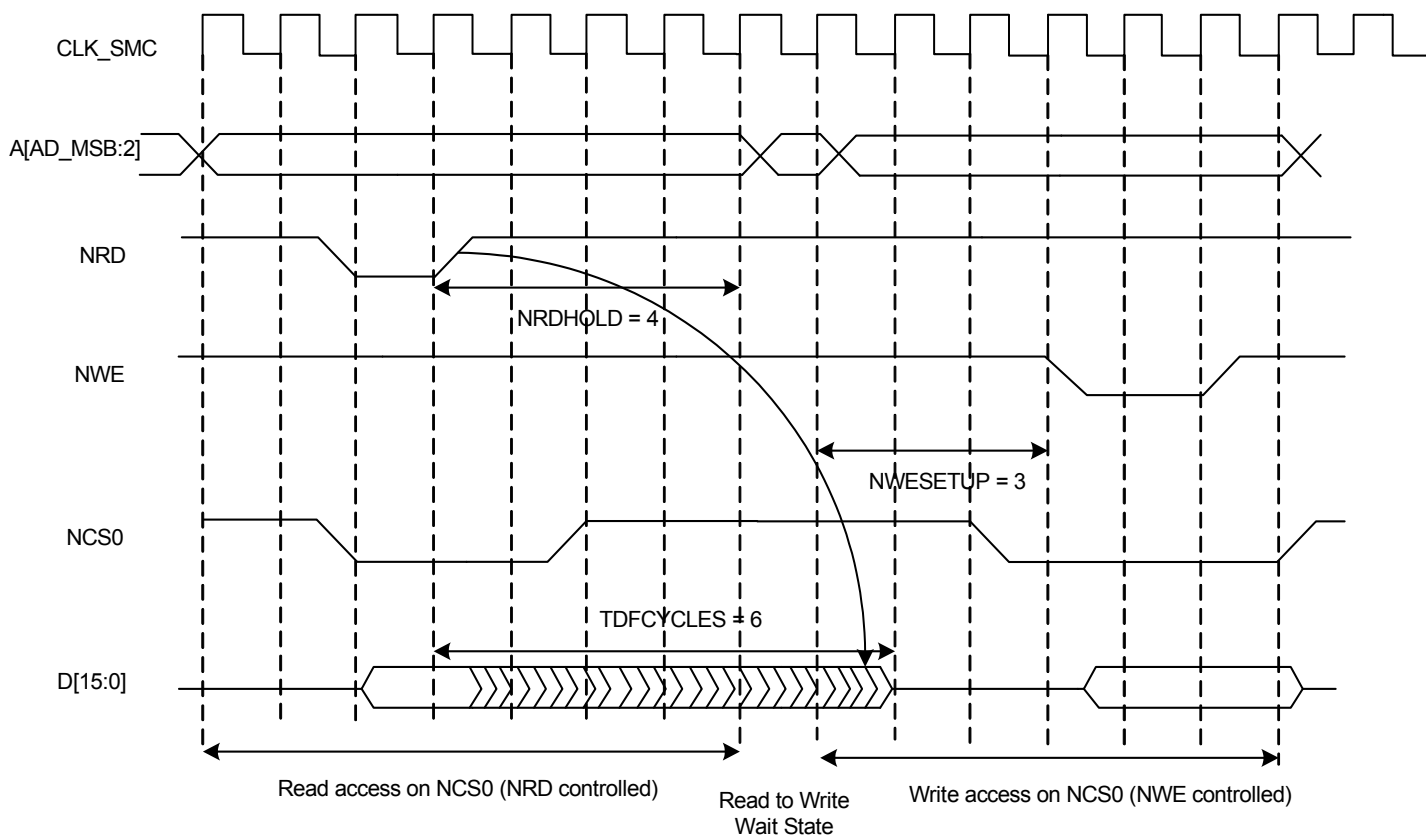 CLK_SMC
A[AD_MSB:2]
NRD
NRDHOLD = 4
NWE
NWESETUP = 3
NCS0
TDFCYCLES = 6
D[15:0]
Read access on NCS0 (NRD controlled)
Read to Write
Wait State
Write access on NCS0 (NWE controlled)